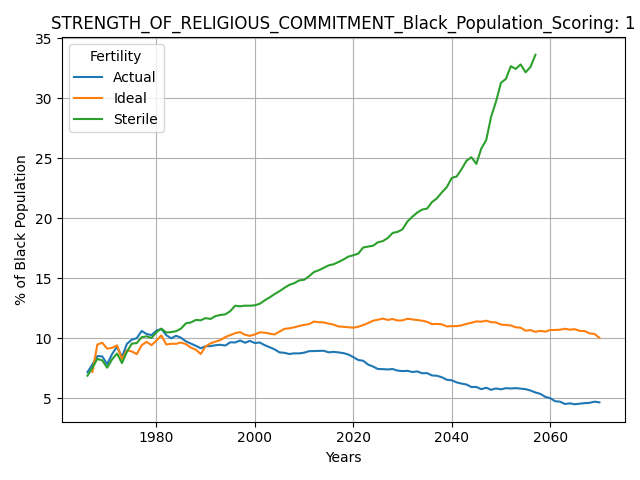 STRENGTH_OF_RELIGIOUS_COMMITMENT_Black_Population_Scoring: 1
Fertility
Actual
Ideal
Sterile
% of Black Population
35
30
25
20
15
10
5
1980 2000 2020 2040 2060
Years